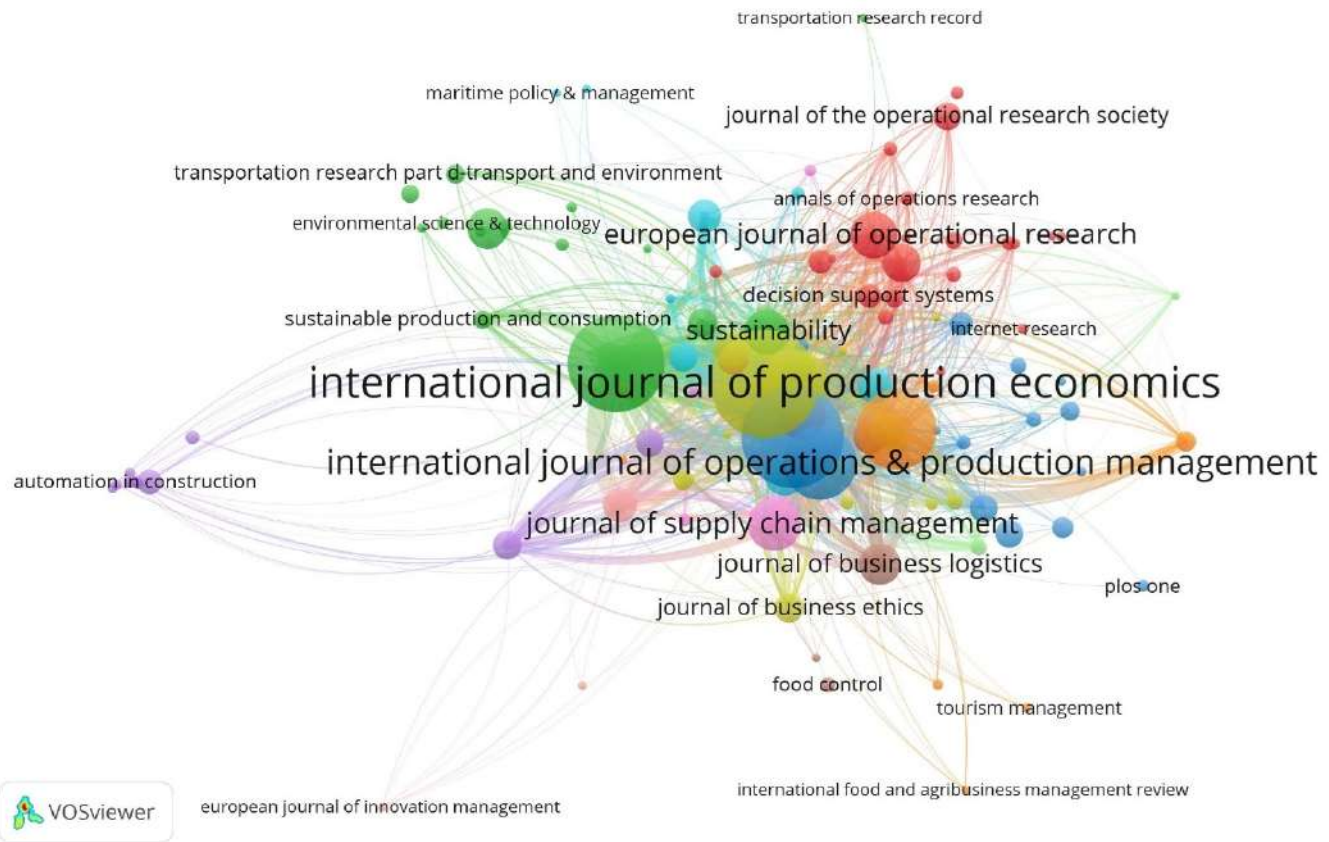 transportation research record
maritime policy & management
journal of the operational research society
transportation research part d-transport and environment
annals of operations research
environmental science & technology
european journal of operational research
decision support systems
sustainable production and consumption
sustainability
internet research
international journal of production economics
international journal of operations & production management
automation in construction
journal of supply chain management
journal of business logistics
plos one
journal of business ethics
food control
tourism management
international food and agribusiness management review
european journal of innovation management
VOSviewer